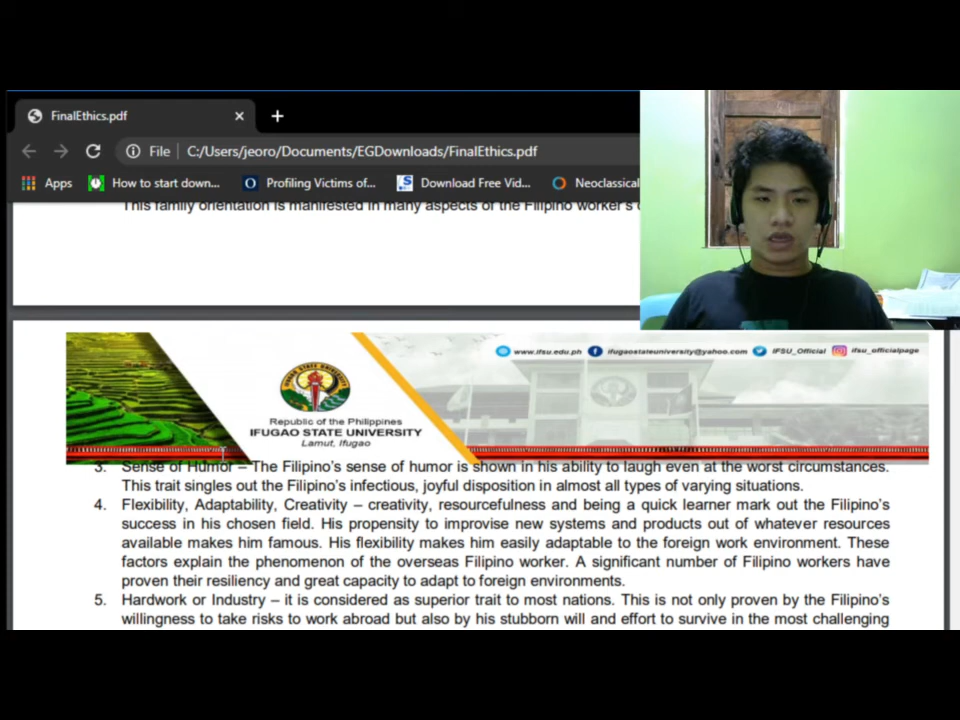 FinalEthics.pdf
File
C:/Users/jeoro/Documents/EGDownloads/FinalEthics.pdf
Apps
How to start down...
Profiling Victims of...
Download Free Vid...
Neoclassical
This family orientation is manifested in many aspects of the Filipino worker's
www.ifsu.edu.ph ifugaostateuniversity@yahoo.com IFSU_Official ifsu_officialpage
Republic of the Philippines
IFUGAO STATE UNIVERSITY
Lamut, Ifugao
3. Sense of Humor – The Filipino's sense of humor is shown in his ability to laugh even at the worst circumstances.
This trait singles out the Filipino's infectious, joyful disposition in almost all types of varying situations.
4. Flexibility, Adaptability, Creativity – creativity, resourcefulness and being a quick learner mark out the Filipino's
success in his chosen field. His propensity to improvise new systems and products out of whatever resources
available makes him famous. His flexibility makes him easily adaptable to the foreign work environment. These
factors explain the phenomenon of the overseas Filipino worker. A significant number of Filipino workers have
proven their resiliency and great capacity to adapt to foreign environments.
5. Hardwork or Industry – it is considered as superior trait to most nations. This is not only proven by the Filipino's
willingness to take risks to work abroad but also by his stubborn will and effort to survive in the most challenging